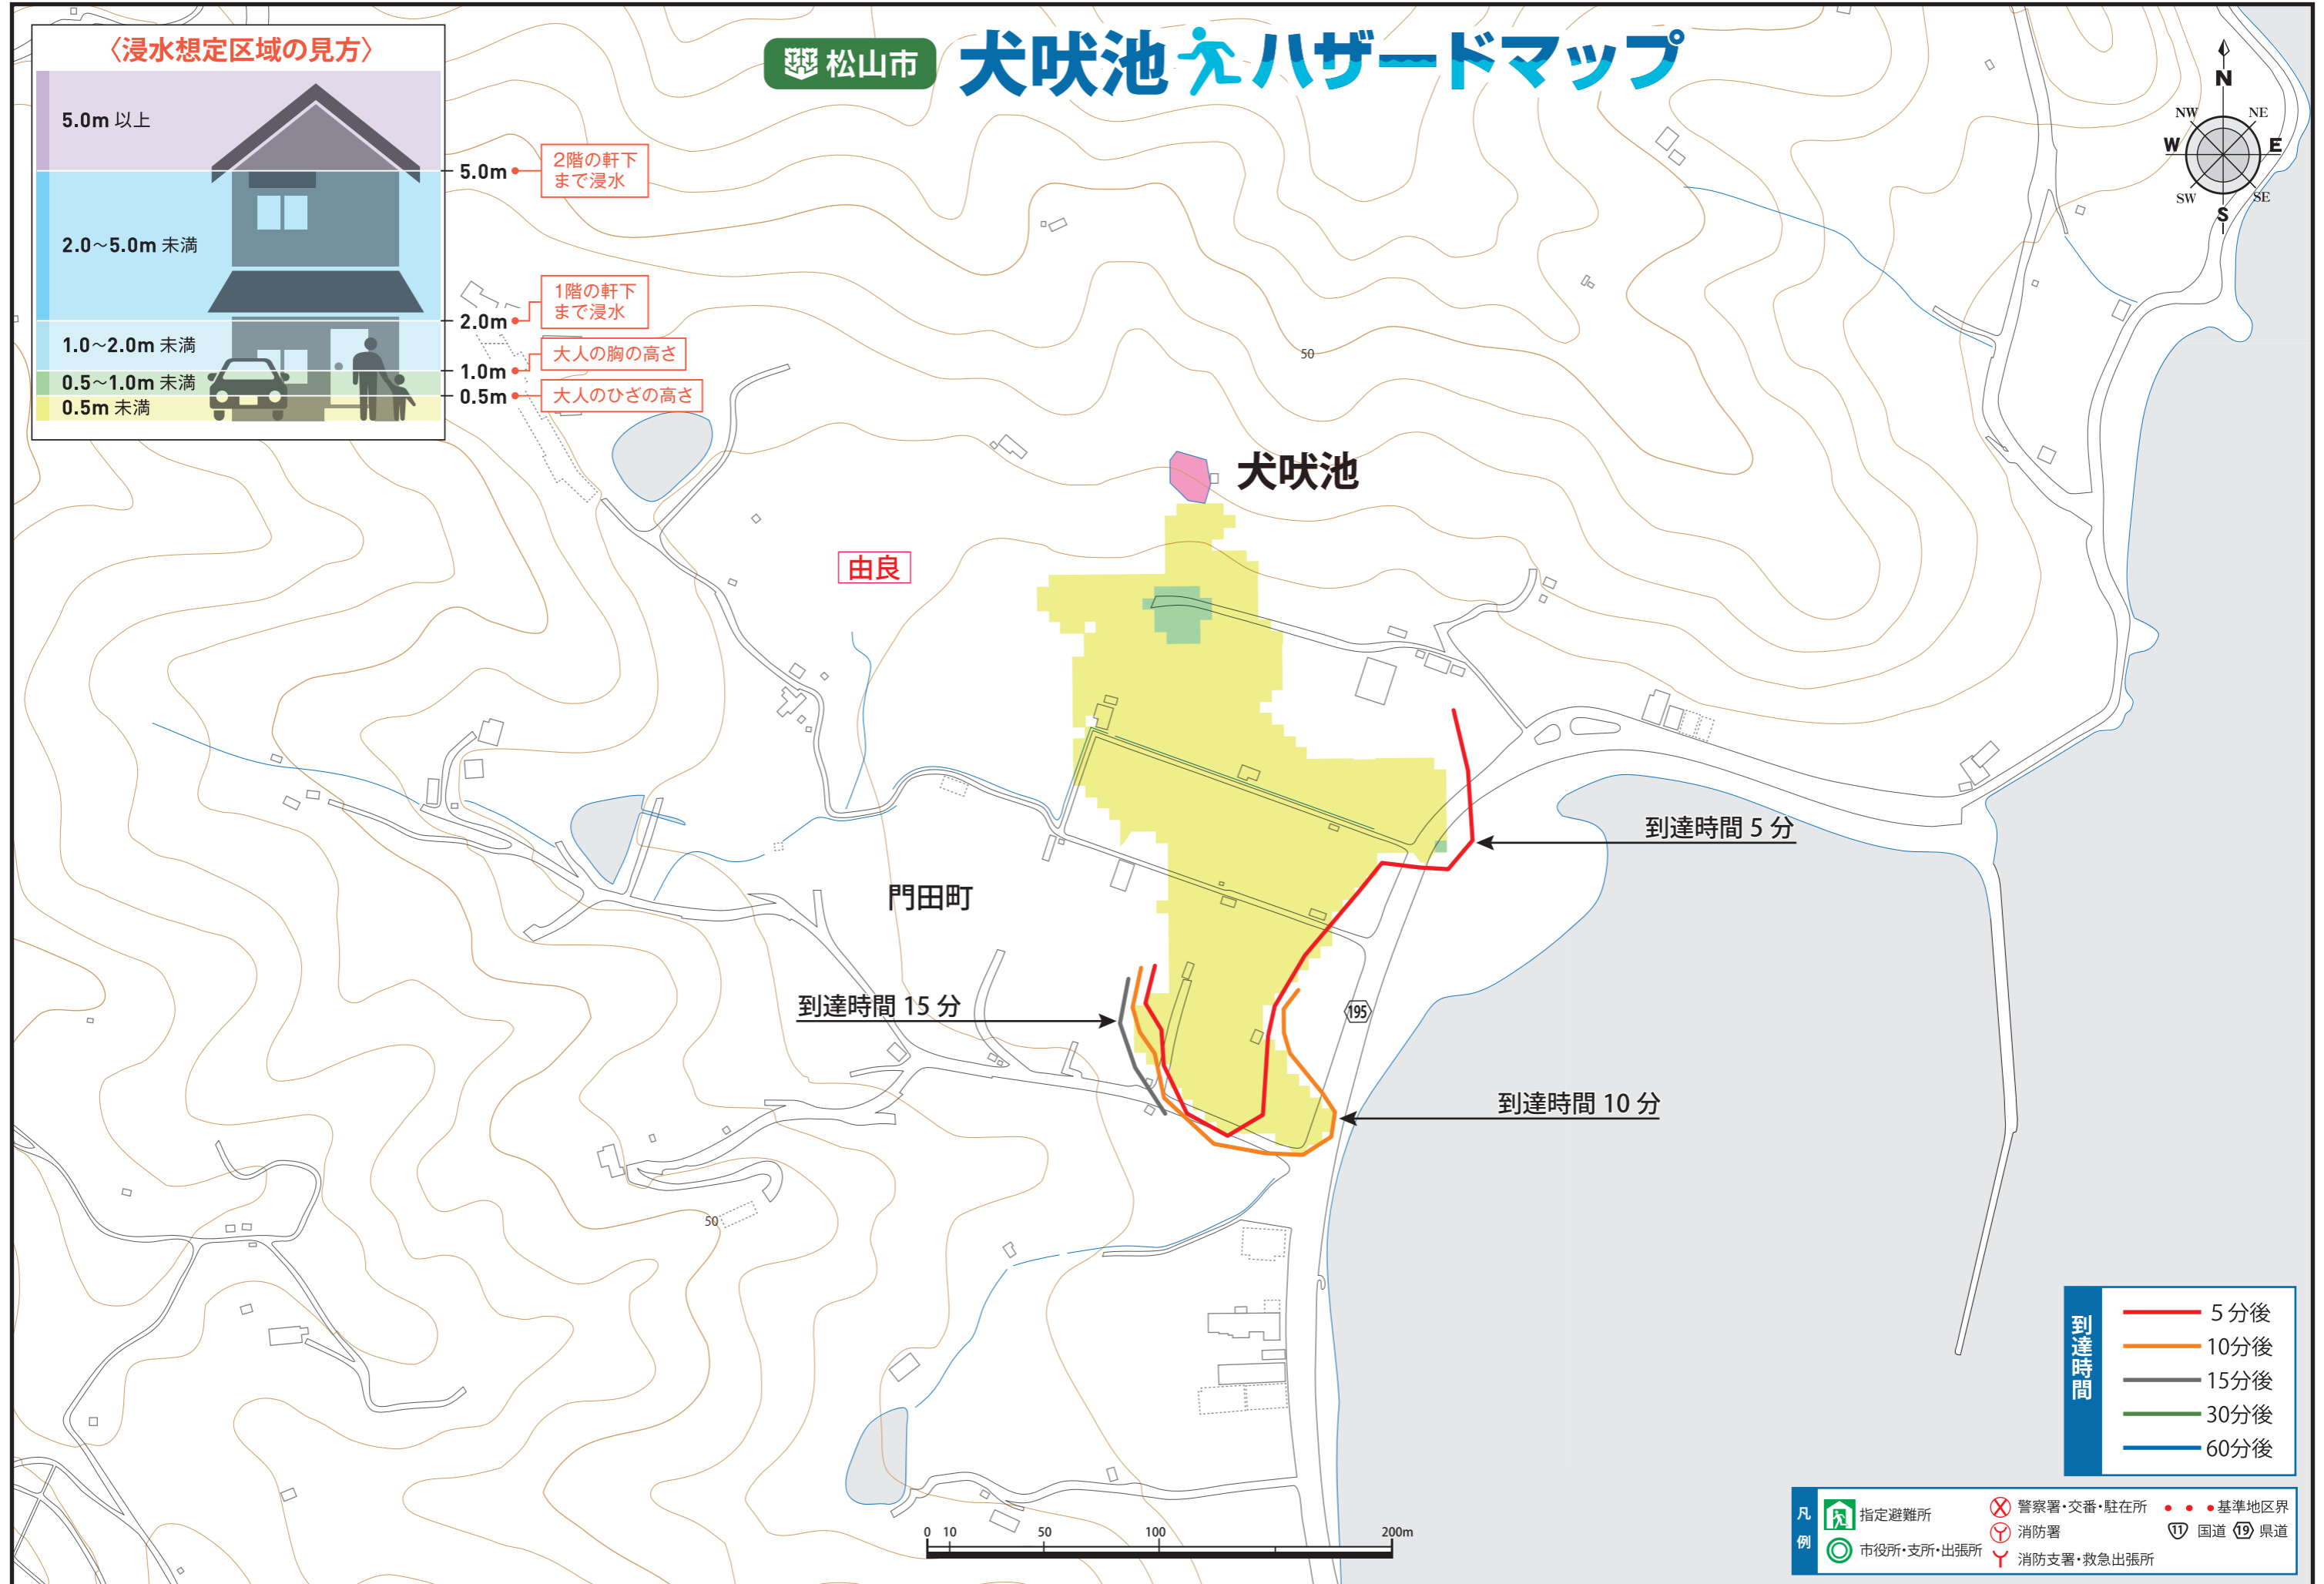 〈浸水想定区域の見方〉
5.0m 以上
2.0〜5.0m 未満
1.0〜2.0m 未満
0.5〜1.0m 未満
0.5m 未満
5.0m
2階の軒下
まで浸水
2.0m
1階の軒下
まで浸水
1.0m
大人の胸の高さ
0.5m
大人のひざの高さ
松山市
犬吠池 ハザードマップ
N
NW
NE
W
E
SW
SE
S
50
犬吠池
由良
到達時間 5 分
門田町
到達時間 15 分
195
到達時間 10 分
50
0 10 50 100 200m
到達時間
5分後
10分後
15分後
30分後
60分後
凡例
指定避難所
市役所・支所・出張所
警察署・交番・駐在所
消防署
消防支署・救急出張所
基準地区界
11 国道 19 県道